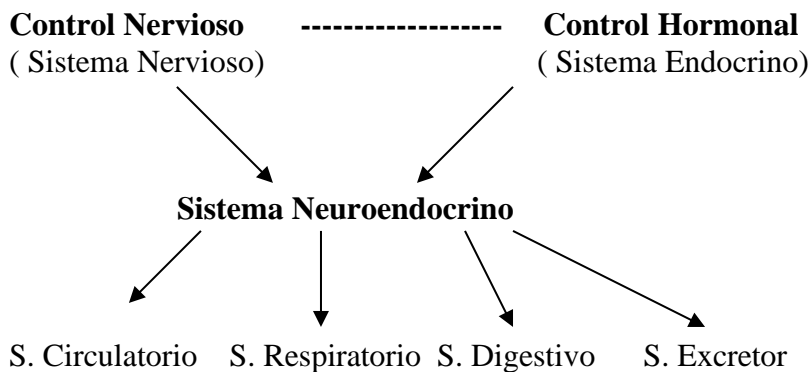 Control Nervioso ------------------- Control Hormonal
( Sistema Nervioso) ( Sistema Endocrino)
Sistema Neuroendocrino
S. Circulatorio S. Respiratorio S. Digestivo S. Excretor